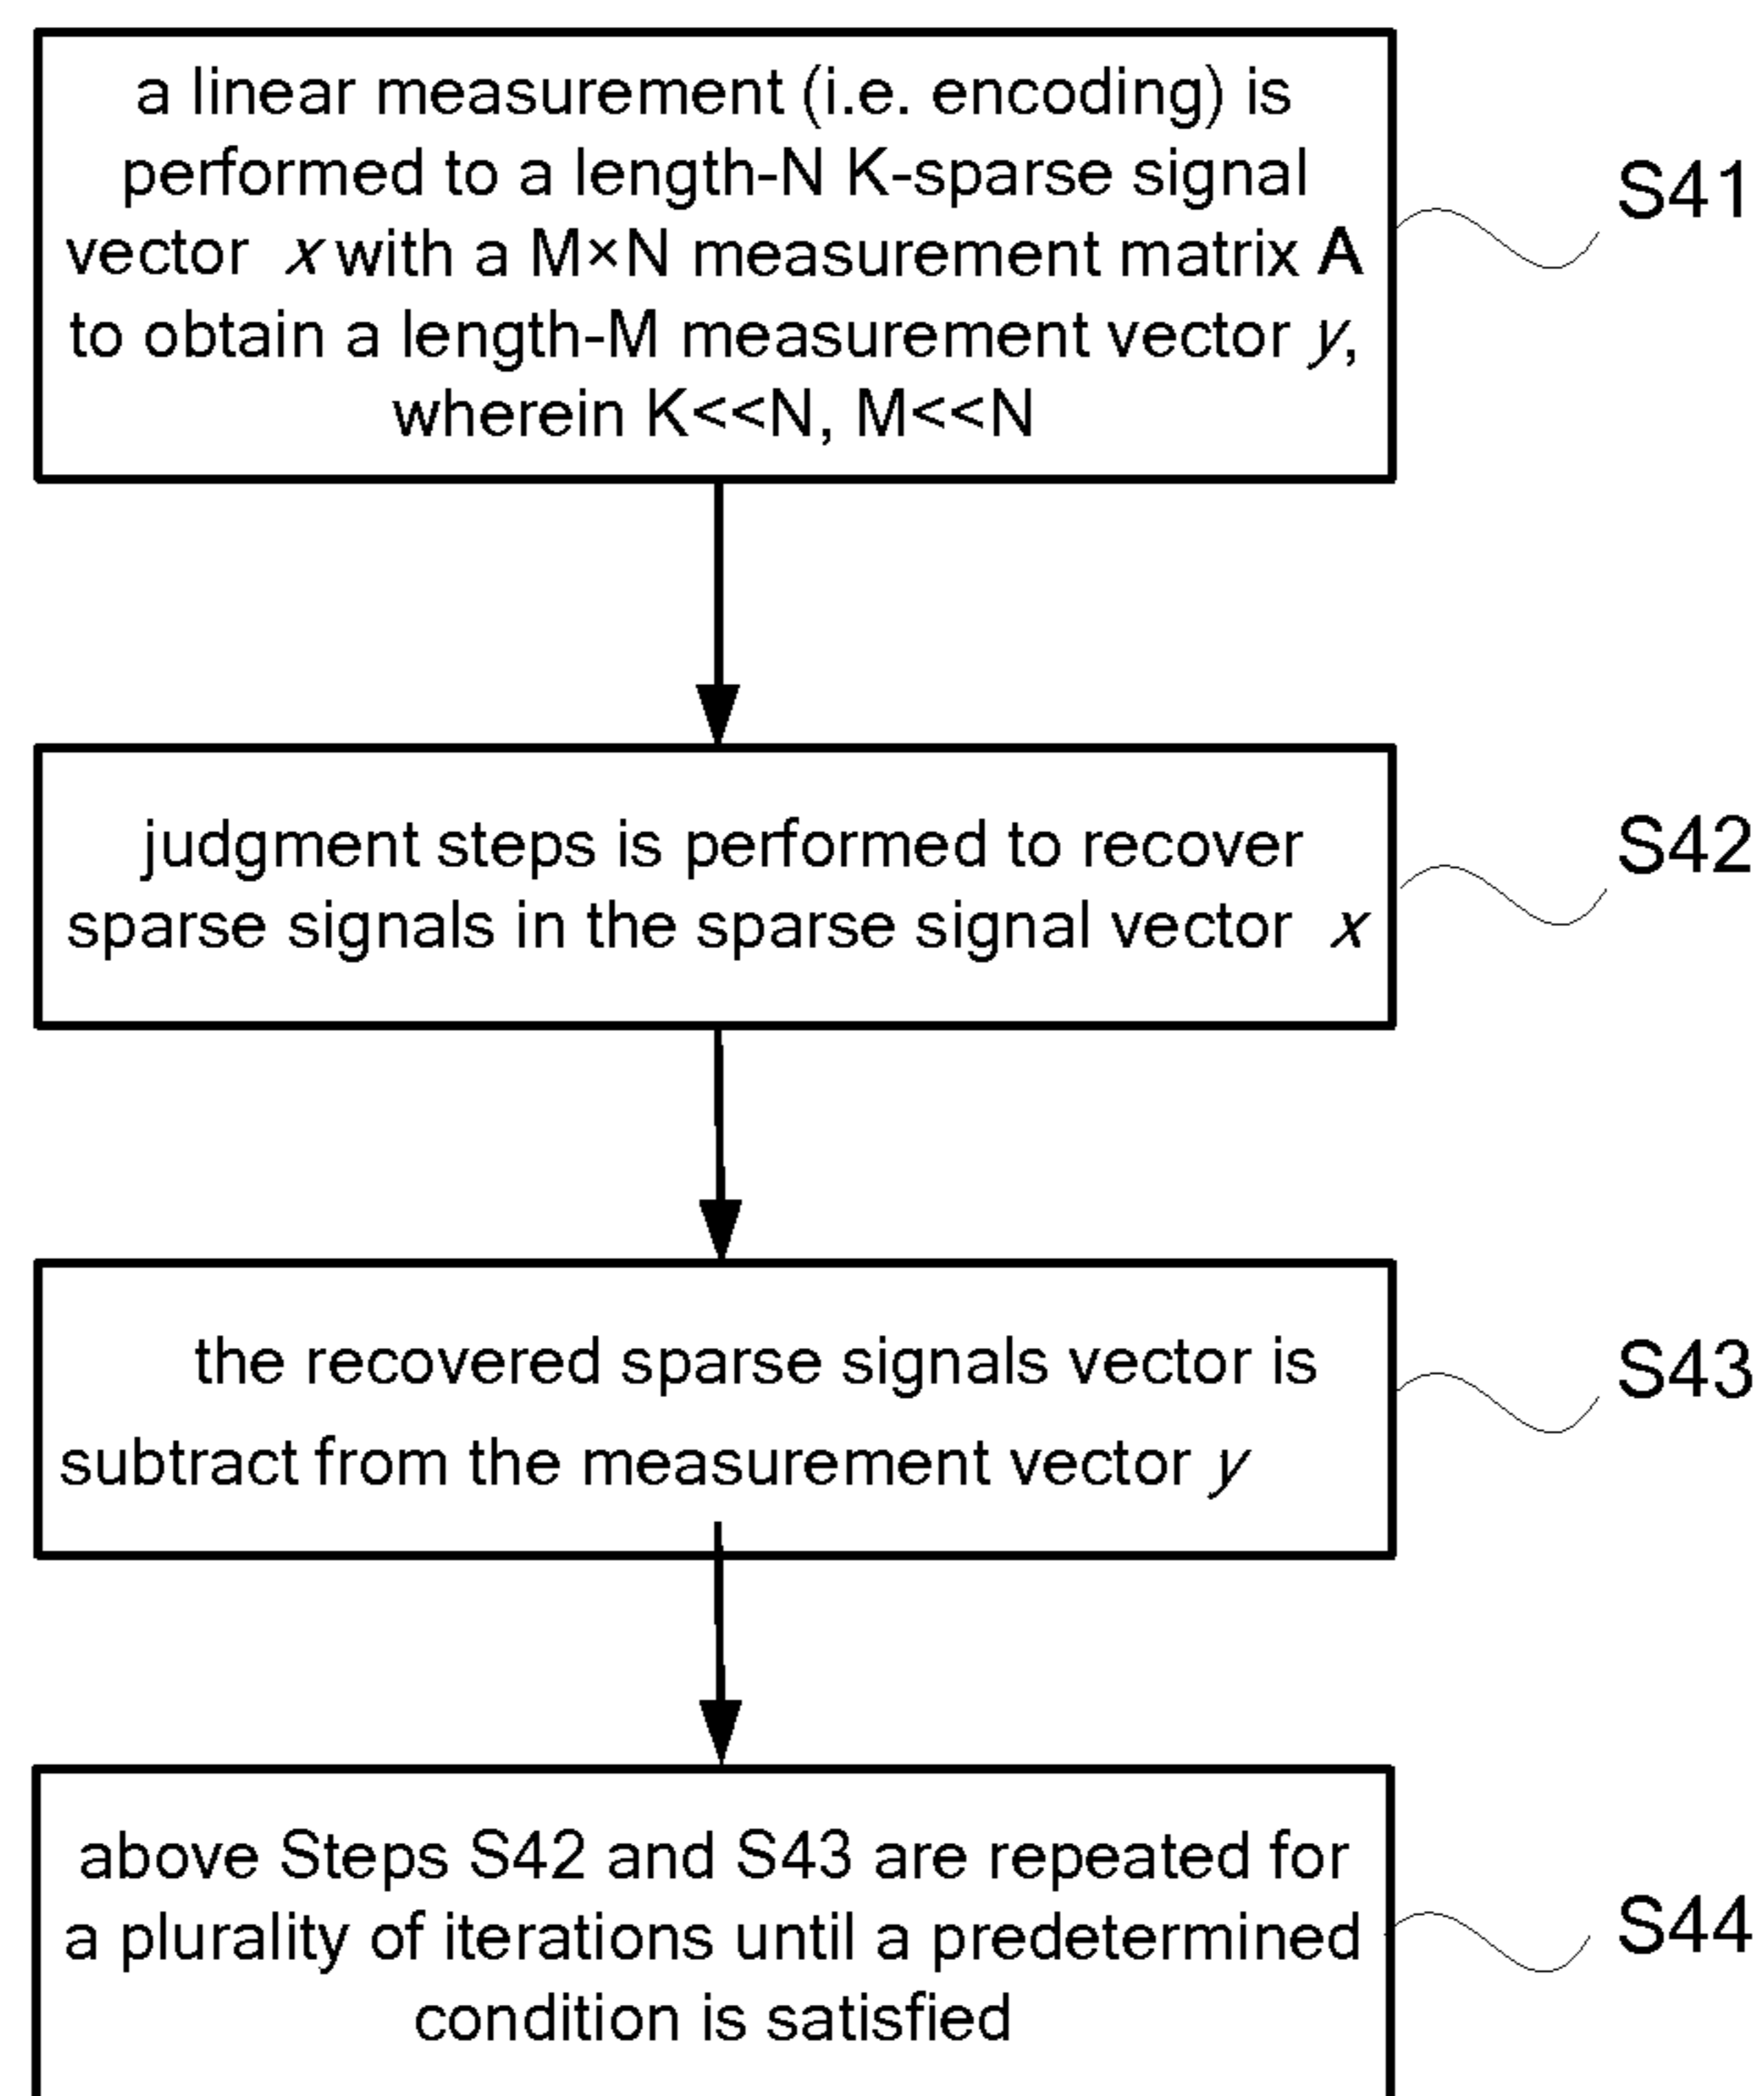 a linear measurement (i.e. encoding) is
performed to a length-N K-sparse signal
vector x with a M×N measurement matrix A
to obtain a length-M measurement vector y,
wherein K<<N, M<<N
S41
judgment steps is performed to recover
sparse signals in the sparse signal vector x
S42
the recovered sparse signals vector is
subtract from the measurement vector y
S43
above Steps S42 and S43 are repeated for
a plurality of iterations until a predetermined
condition is satisfied
S44